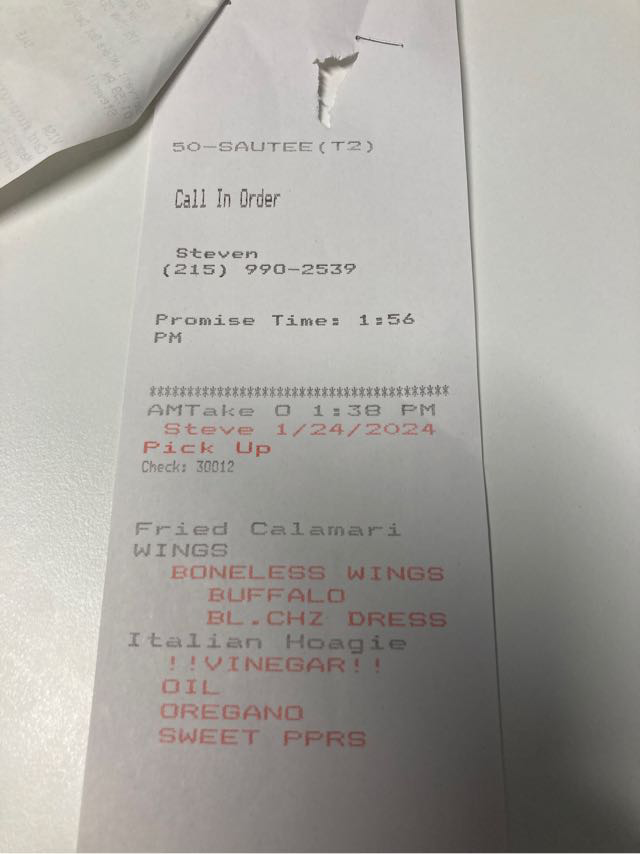 50-SAUTEE(T2)
Call In Order
Steven
(215) 990-2539
Promise Time: 1:56
PM
****************************************
AMTake O 1:38 PM
Steve 1/24/2024
Pick Up
Check: 30012
Fried Calamari
WINGS
BONELESS WINGS
BUFFALO
BL.CHZ DRESS
Italian Hoagie
!!VINEGAR!!
OIL
OREGANO
SWEET PPRS